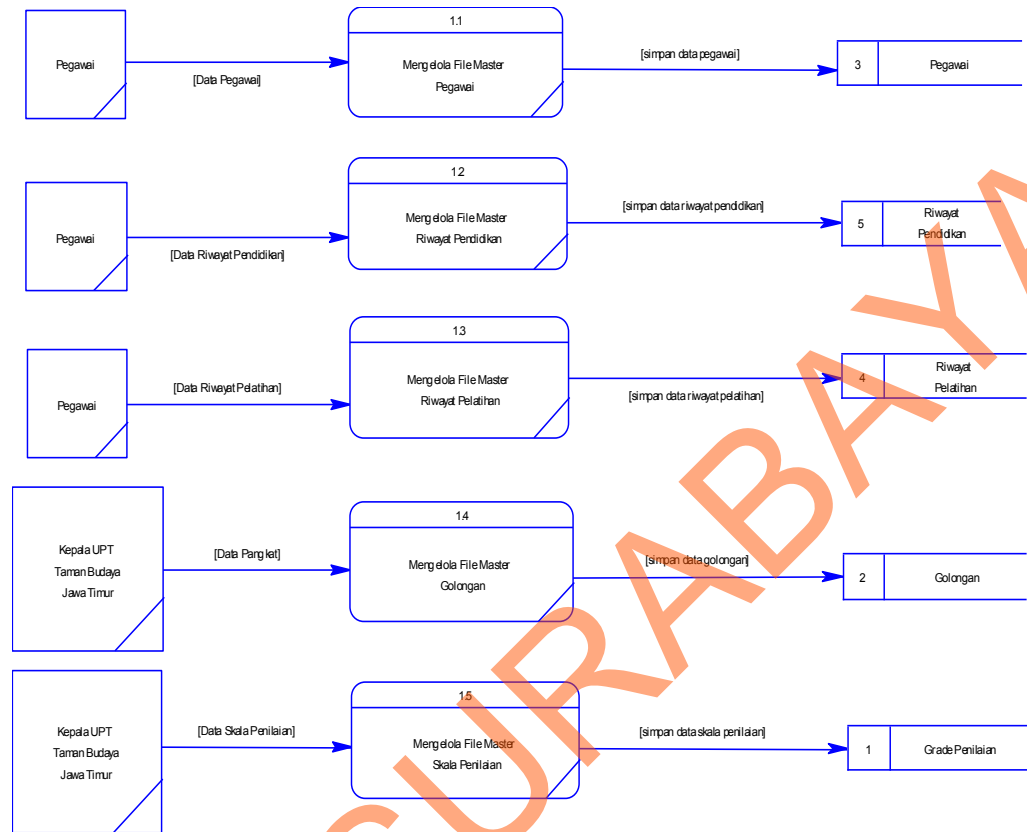 Pegawai
[Data Pegawai]
1.1
Mengelola File Master
Pegawai
[simpan data pegawai]
3
Pegawai
Pegawai
[Data Riwayat Pendidikan]
1.2
Mengelola File Master
Riwayat Pendidikan
[simpan data riwayat pendidikan]
5
Riwayat
Pendidikan
Pegawai
[Data Riwayat Pelatihan]
1.3
Mengelola File Master
Riwayat Pelatihan
[simpan data riwayat pelatihan]
4
Riwayat
Pelatihan
Kepala UPT
Taman Budaya
Jawa Timur
[Data Pangkat]
1.4
Mengelola File Master
Golongan
[simpan data golongan]
2
Golongan
Kepala UPT
Taman Budaya
Jawa Timur
[Data Skala Penilaian]
1.5
Mengelola File Master
Skala Penilaian
[simpan data skala penilaian]
1
Grade Penilaian
SURABAYA